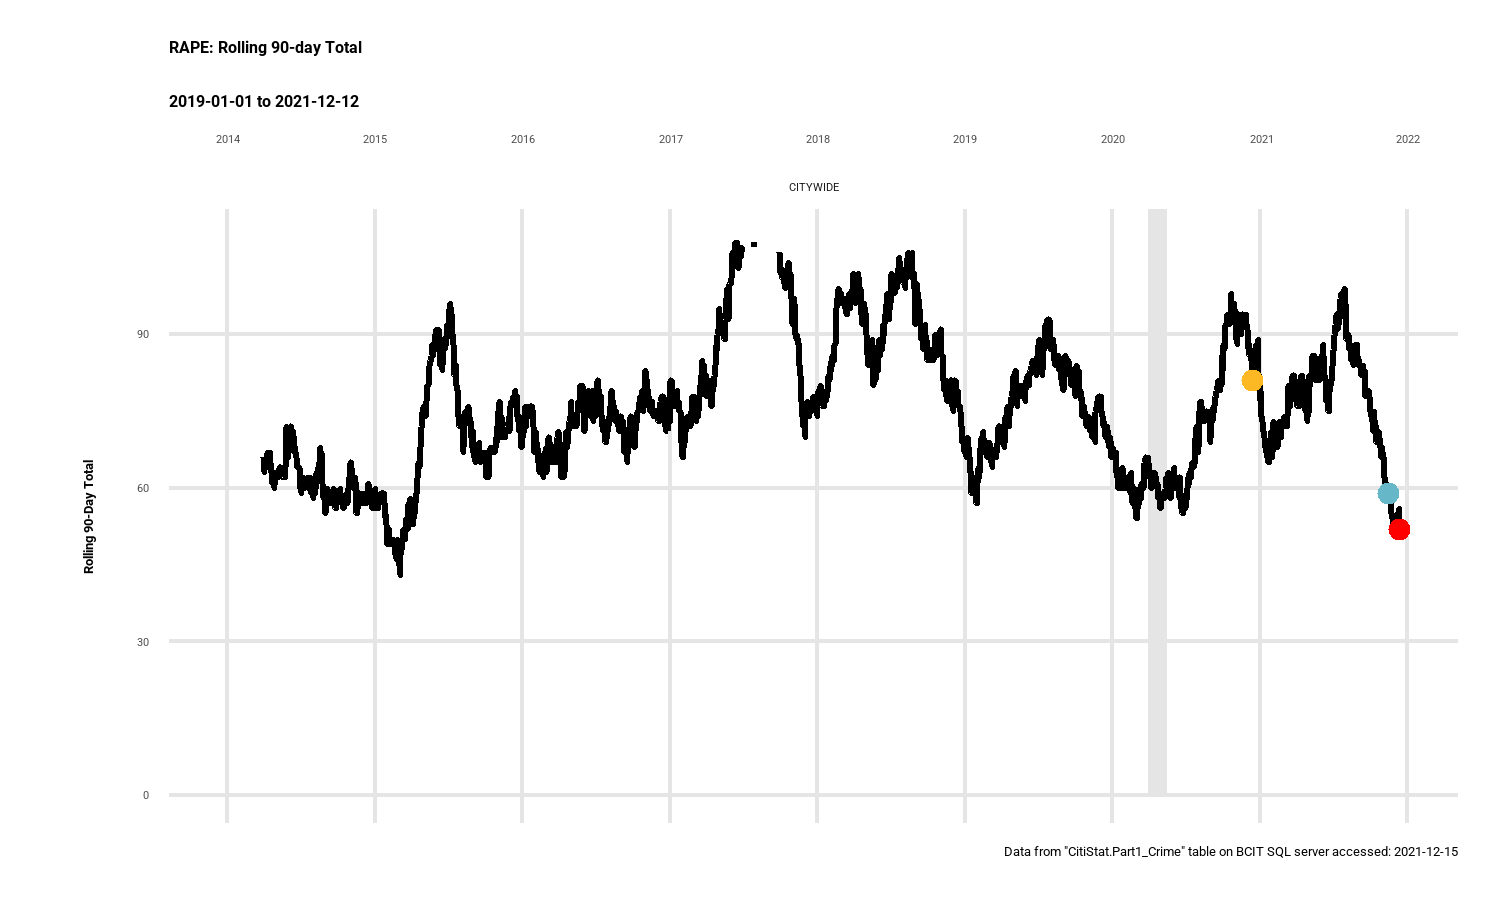 RAPE: Rolling 90-day Total
2019-01-01 to 2021-12-12
2014 2015 2016 2017 2018 2019 2020 2021 2022
CITYWIDE
90
60
30
0
Rolling 90-Day Total
Data from "CitiStat.Part1_Crime" table on BCIT SQL server accessed: 2021-12-15